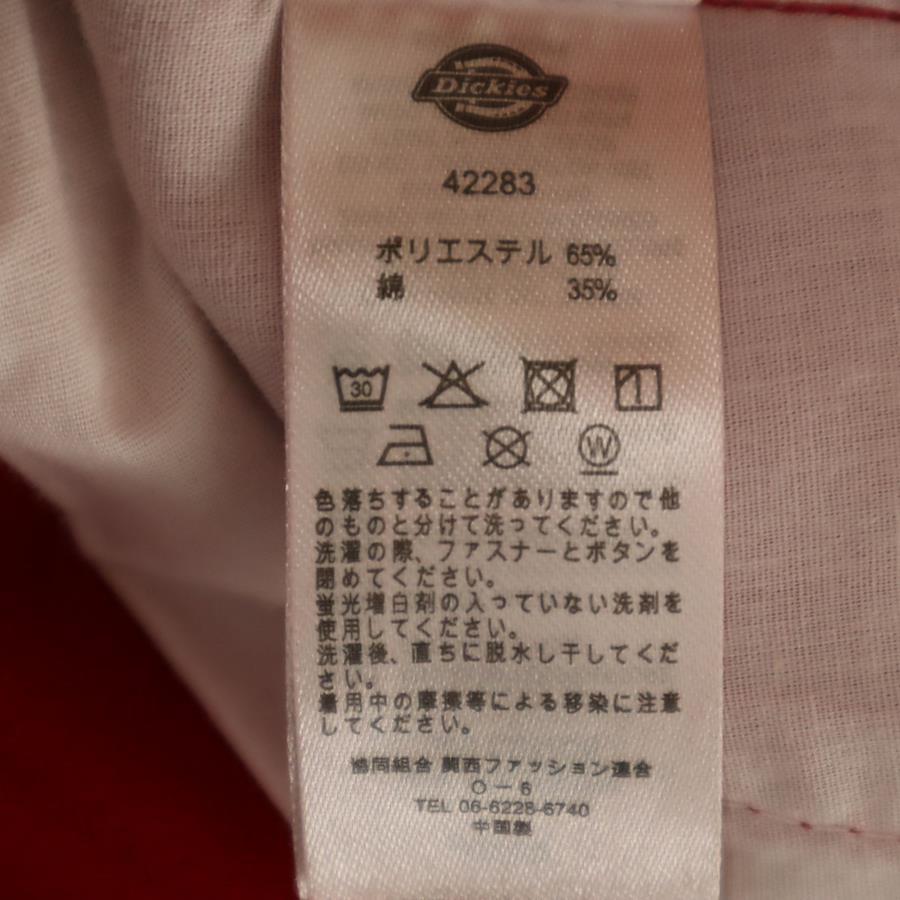 Dickies
42283
ポリエステル 65%
綿 35%
30
W
色落ちすることがありますので他
のものと分けて洗ってください。
洗濯の際、ファスナーとボタンを
閉めてください。
蛍光増白剤の入っていない洗剤を
使用してください。
洗濯後、直ちに脱水し干してくだ
さい。
着用中の摩擦等による移染に注意
してください。
協同組合 関西ファッション連合
O－6
TEL 06-6228-6740
中国製